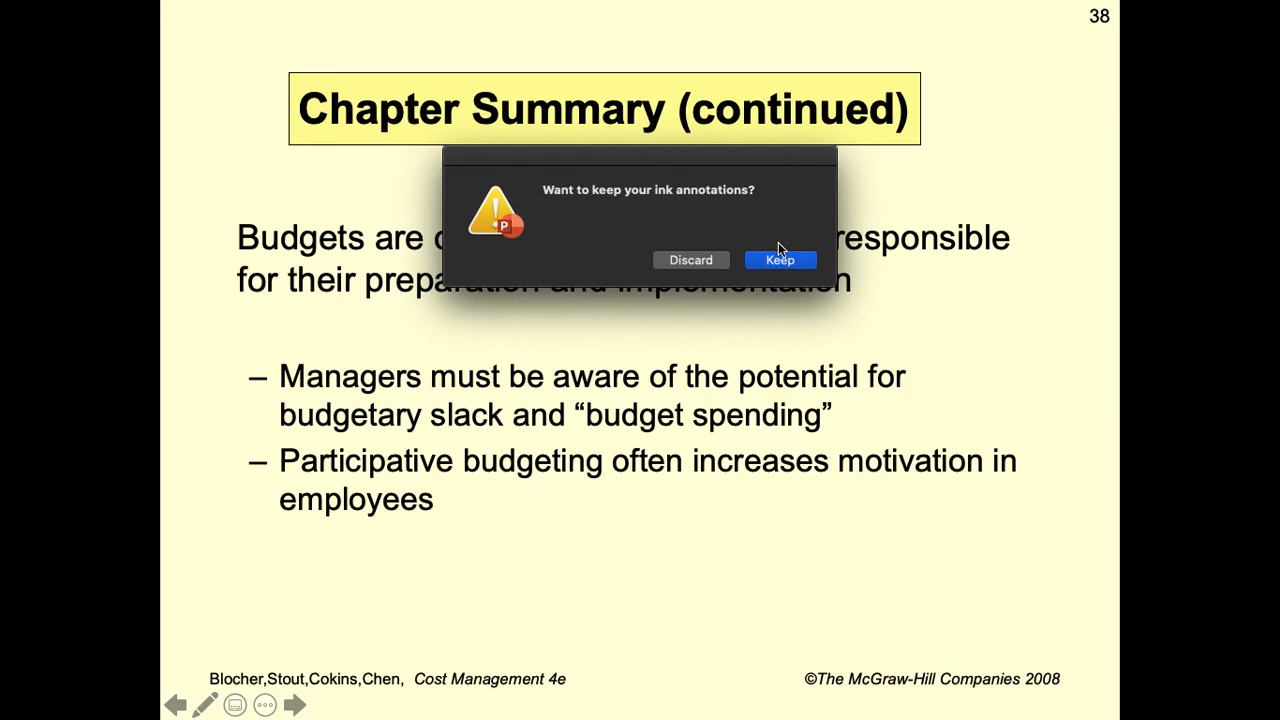 38
Chapter Summary (continued)
Want to keep your ink annotations?
Discard Keep
Budgets are responsible
for their preparation and implementation
– Managers must be aware of the potential for
budgetary slack and “budget spending”
– Participative budgeting often increases motivation in
employees
Blocher,Stout,Cokins,Chen, Cost Management 4e ©The McGraw-Hill Companies 2008